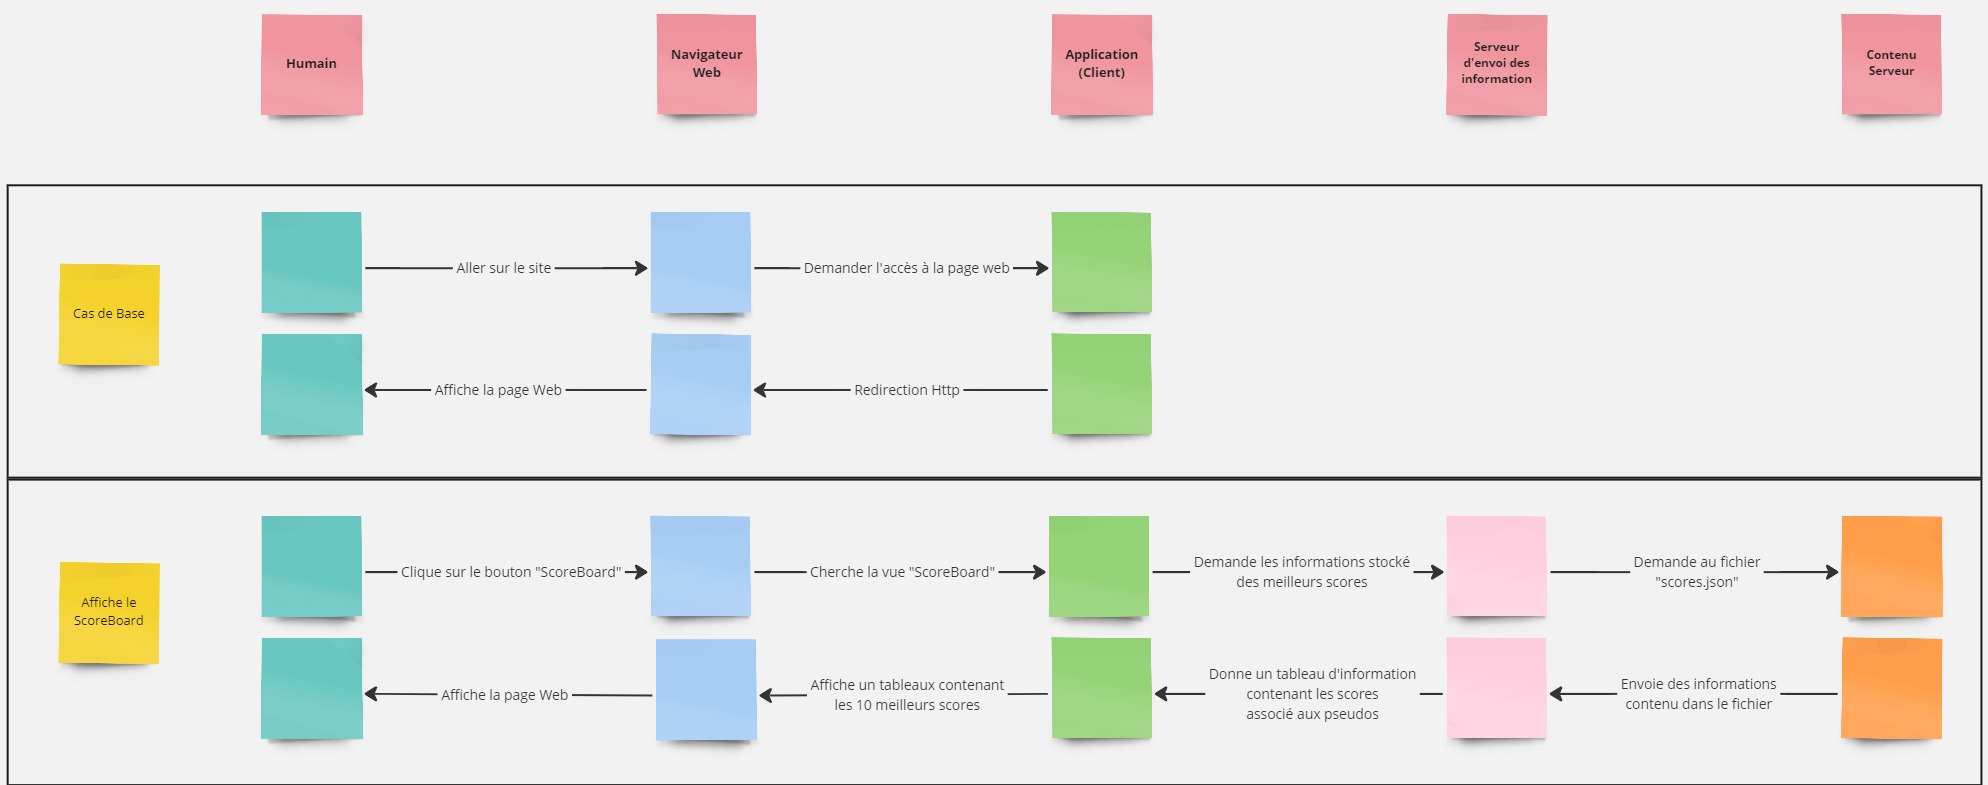 Humain
Navigateur
Web
Application
(Client)
Serveur
d'envoi des
information
Contenu
Serveur
Cas de Base
Aller sur le site
Demander l'accès à la page web
Affiche la page Web
Redirection Http
Affiche le
ScoreBoard
Clique sur le bouton "ScoreBoard"
Cherche la vue "ScoreBoard"
Demande les informations stocké
des meilleurs scores
Demande au fichier
"scores.json"
Affiche la page Web
Affiche un tableaux contenant
les 10 meilleurs scores
Donne un tableau d'information
contenant les scores
associé aux pseudos
Envoie des informations
contenu dans le fichier